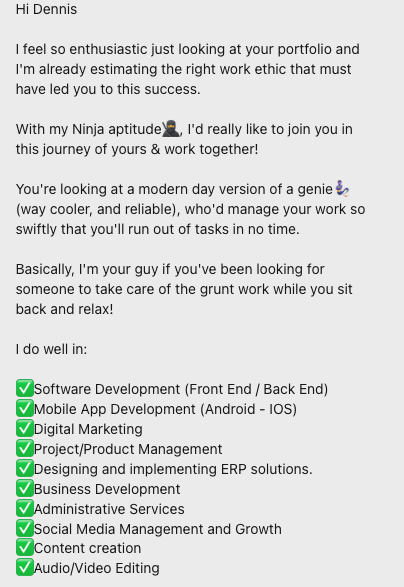 Hi Dennis
I feel so enthusiastic just looking at your portfolio and
I'm already estimating the right work ethic that must
have led you to this success.
With my Ninja aptitude🥷, I'd really like to join you in
this journey of yours & work together!
You're looking at a modern day version of a genie🧞‍♂️
(way cooler, and reliable), who'd manage your work so
swiftly that you'll run out of tasks in no time.
Basically, I'm your guy if you've been looking for
someone to take care of the grunt work while you sit
back and relax!
I do well in:
✅Software Development (Front End / Back End)
✅Mobile App Development (Android - IOS)
✅Digital Marketing
✅Project/Product Management
✅Designing and implementing ERP solutions.
✅Business Development
✅Administrative Services
✅Social Media Management and Growth
✅Content creation
✅Audio/Video Editing